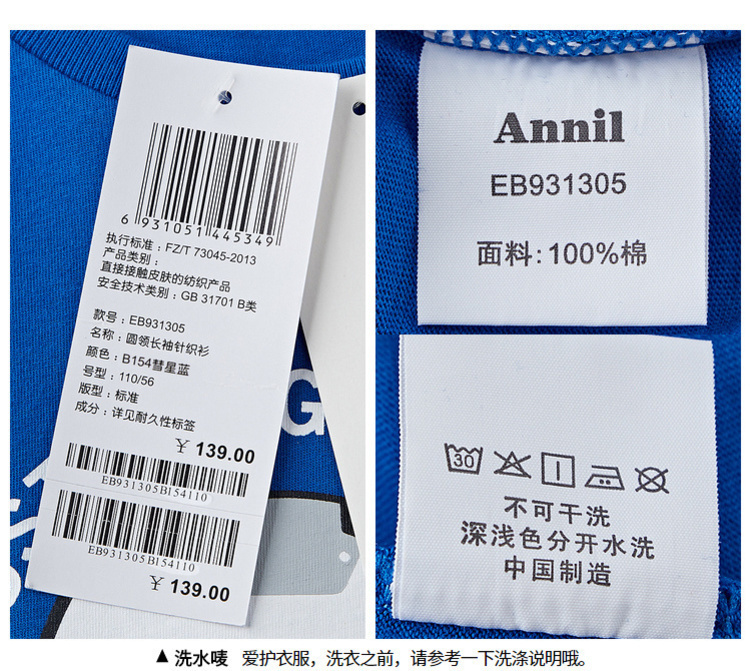 6 931051 445349
执行标准：FZ/T 73045-2013
产品类别：
直接接触皮肤的纺织产品
安全技术类别：GB 31701 B类
款号：EB931305
名称：圆领长袖针织衫
颜色：B154彗星蓝
号型：110/56
版型：标准
成分：详见耐久性标签
￥ 139.00
EB931305B154110
EB931305B154110
￥ 139.00
G
Annil
EB931305
面料:100%棉
30
不可干洗
深浅色分开水洗
中国制造
▲ 洗水唛 爱护衣服，洗衣之前，请参考一下洗涤说明哦。